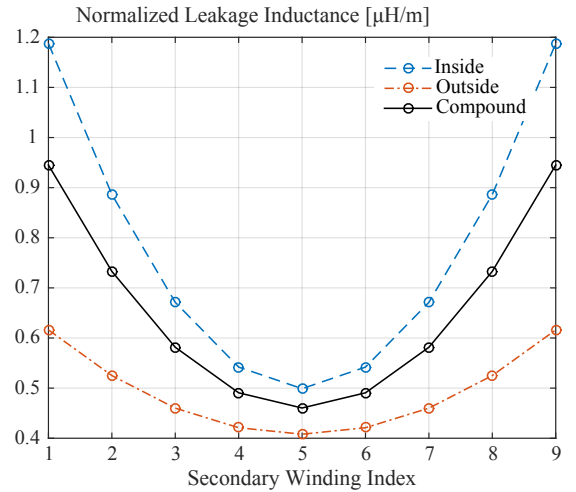 Normalized Leakage Inductance [μH/m]
1.2
1.1
1
0.9
0.8
0.7
0.6
0.5
0.4
Inside
Outside
Compound
1 2 3 4 5 6 7 8 9
Secondary Winding Index